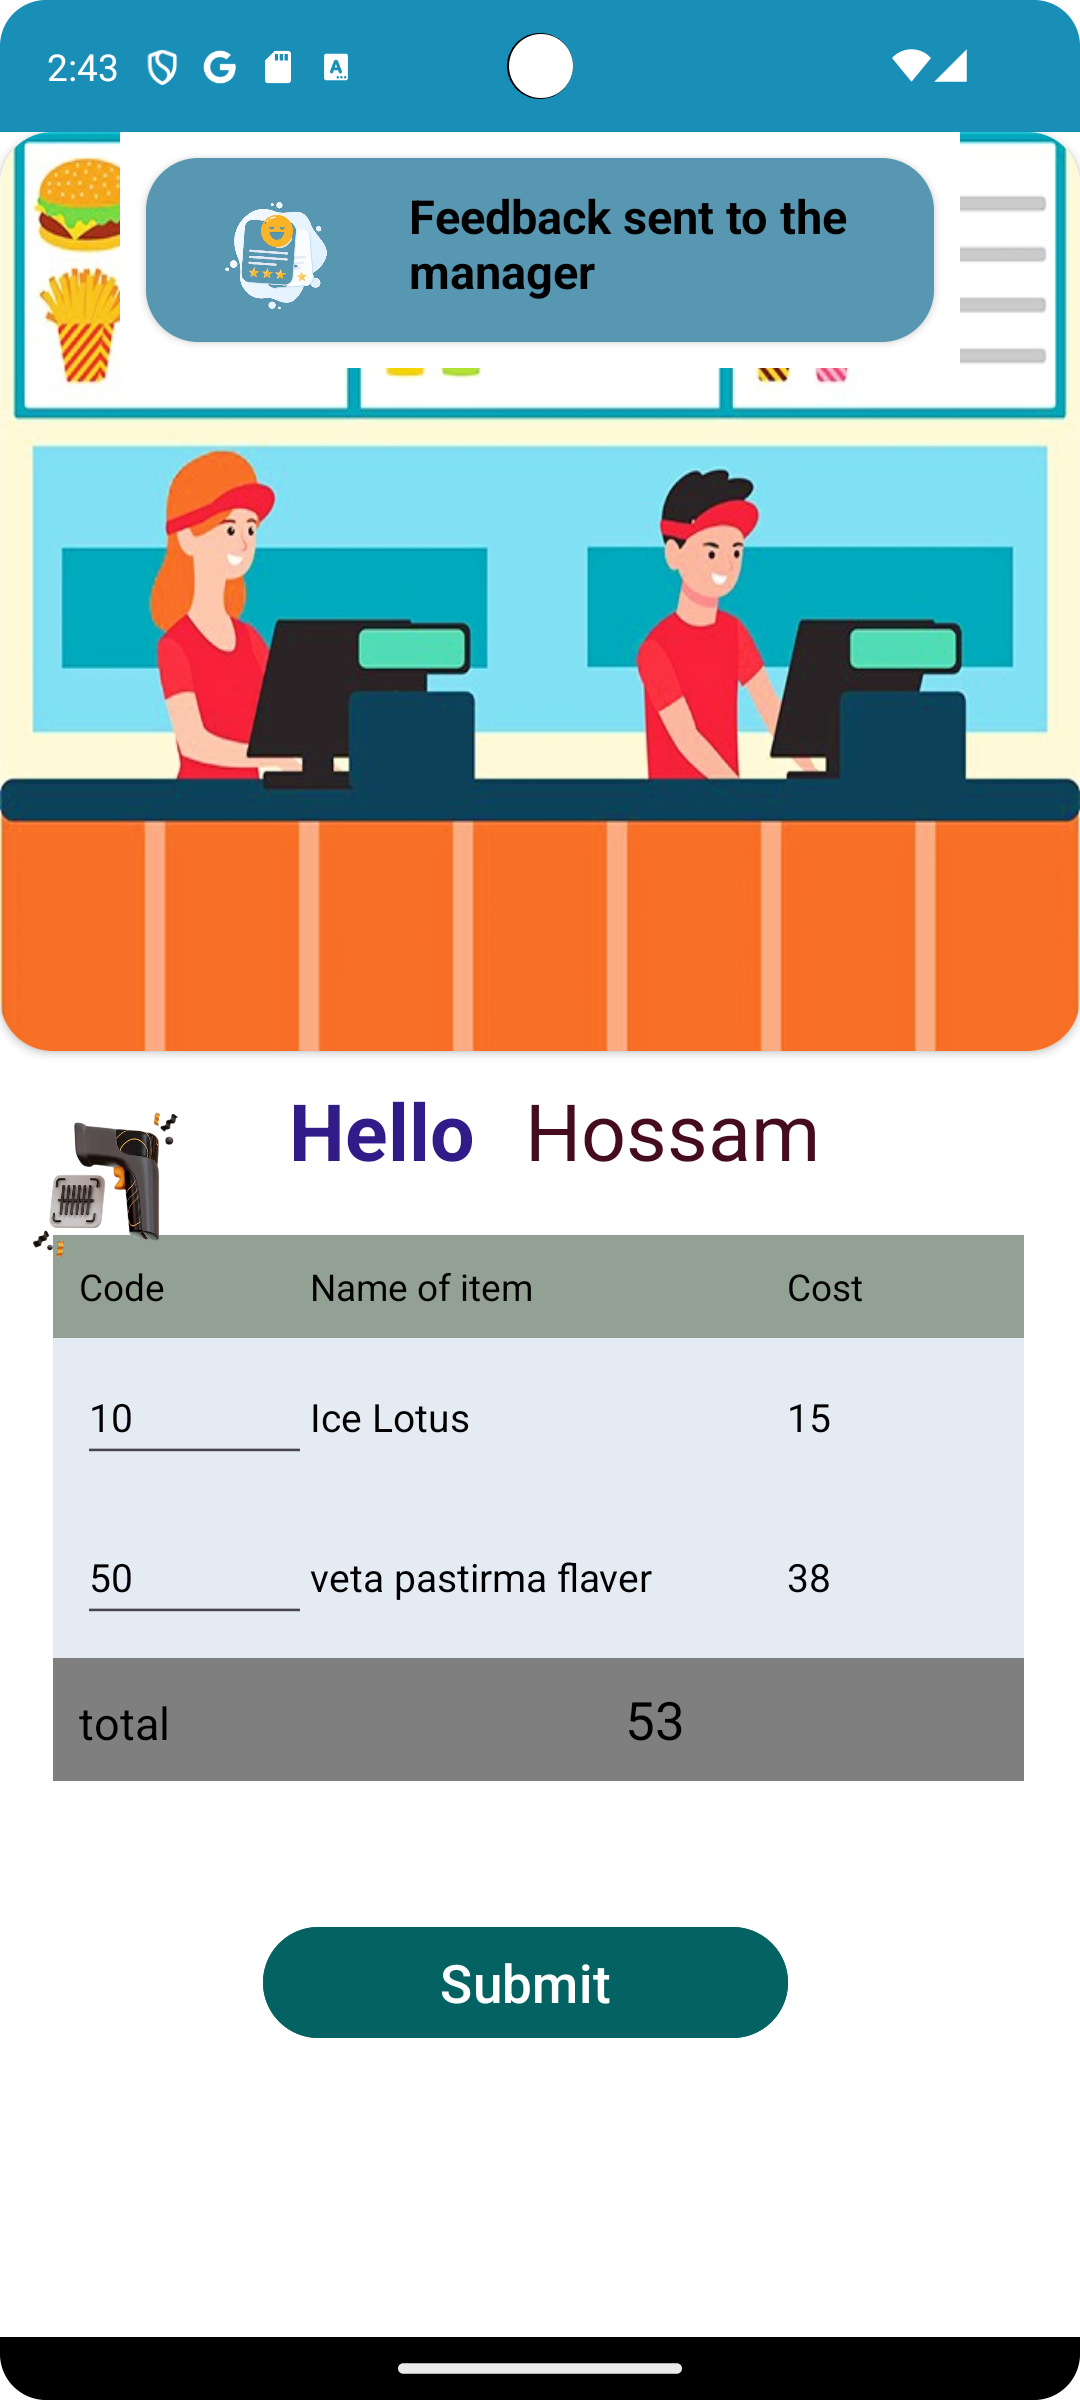 2:43
Feedback sent to the
manager
Hello Hossam
Code Name of item Cost
10 Ice Lotus 15
50 veta pastirma flaver 38
total 53
Submit